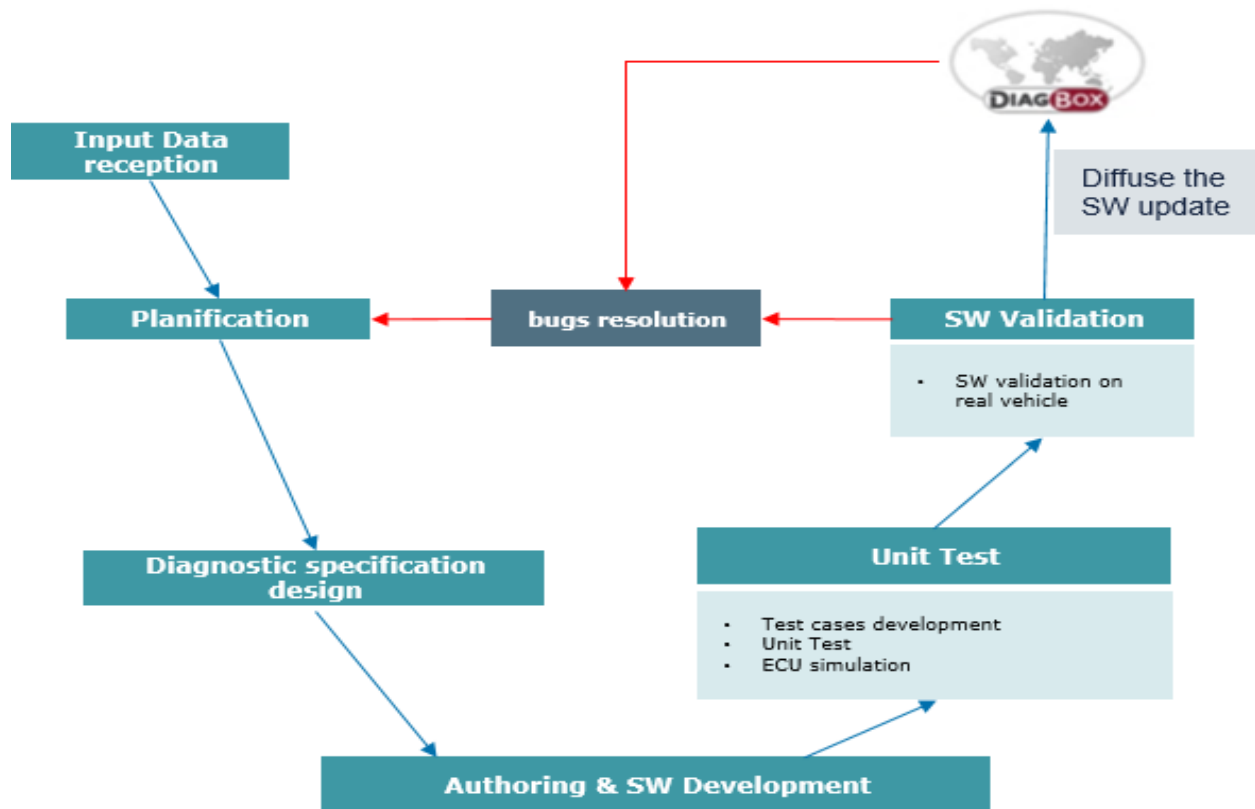 DIAGBOX
Input Data
reception
Diffuse the
SW update
Planification
bugs resolution
SW Validation
• SW validation on
real vehicle
Diagnostic specification
design
Unit Test
• Test cases development
• Unit Test
• ECU simulation
Authoring & SW Development